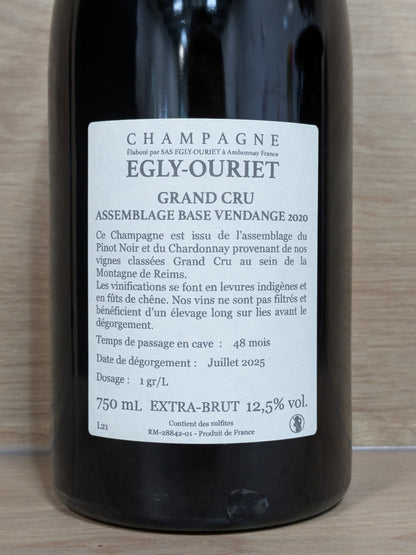 CHAMPAGNE
Élaboré par SAS EGLY-OURIET à Ambonnay France
EGLY-OURIET
GRAND CRU
ASSEMBLAGE BASE VENDANGE 2020
Ce Champagne est issu de l'assemblage du
Pinot Noir et du Chardonnay provenant de nos
vignes classées Grand Cru au sein de la
Montagne de Reims.
Les vinifications se font en levures indigènes et
en fûts de chêne. Nos vins ne sont pas filtrés et
bénéficient d'un élevage long sur lies avant le
dégorgement.
Temps de passage en cave : 48 mois
Date de dégorgement : Juillet 2025
Dosage : 1 gr/L
750 mL EXTRA-BRUT 12,5% vol.
Contient des sulfites
L21
RM-28842-01 - Produit de France